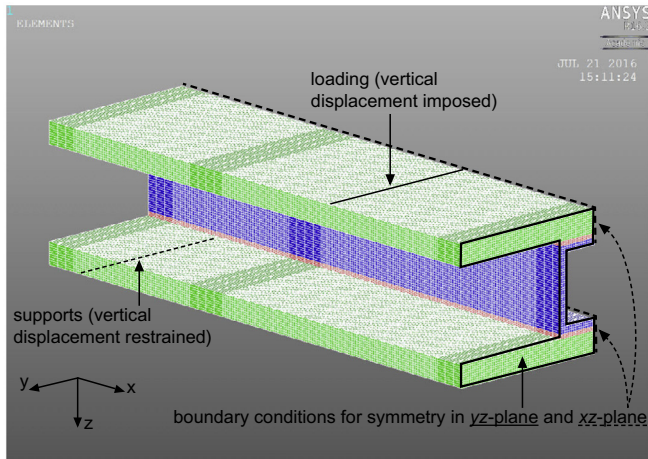 1
ELEMENTS
ANSYS
JUL 21 2016
15:11:24
loading (vertical
displacement imposed)
supports (vertical
displacement restrained)
y
x
z
boundary conditions for symmetry in yz-plane and xz-plane